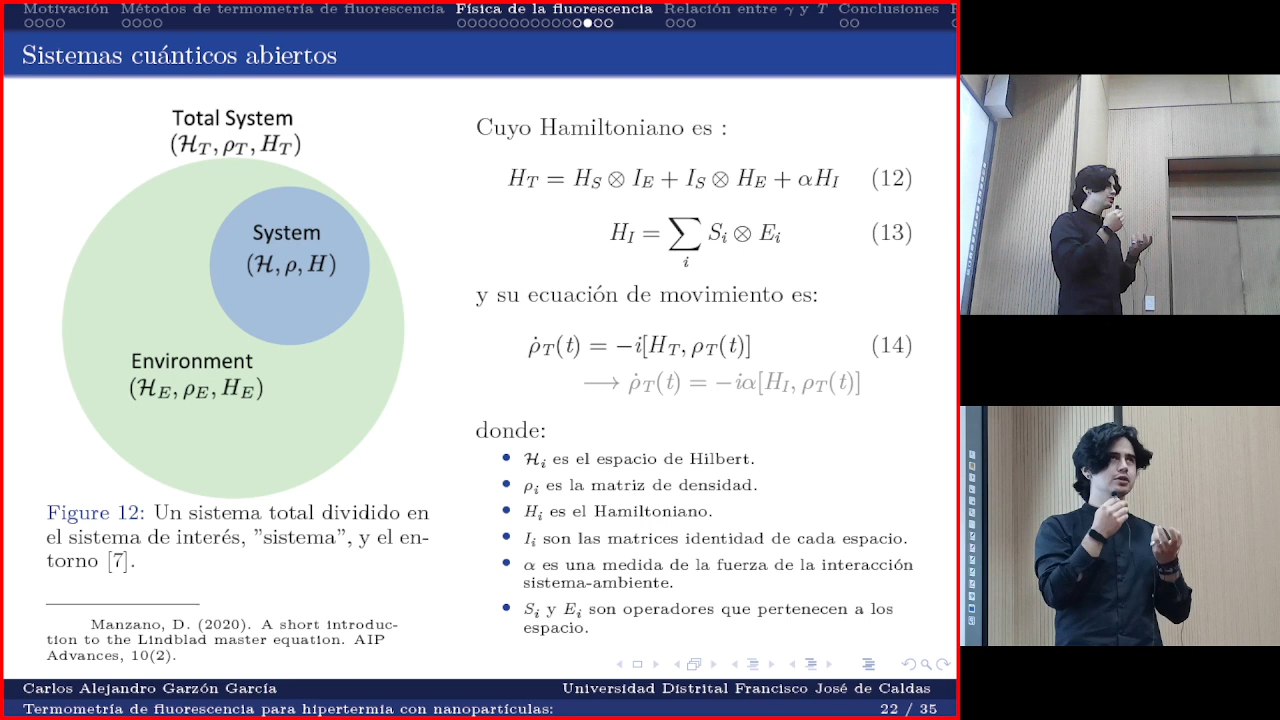 Motivación Métodos de termometría de fluorescencia Física de la fluorescencia Relación entre γ y T Conclusiones
Sistemas cuánticos abiertos
Total System
(ℋ_T, ρ_T, H_T)
System
(ℋ, ρ, H)
Environment
(ℋ_E, ρ_E, H_E)
Figure 12: Un sistema total dividido en
el sistema de interés, ”sistema”, y el en-
torno [7].
Manzano, D. (2020). A short introduc-
tion to the Lindblad master equation. AIP
Advances, 10(2).
Cuyo Hamiltoniano es :
H_T = H_S ⊗ I_E + I_S ⊗ H_E + αH_I (12)
H_I = ∑_i S_i ⊗ E_i (13)
y su ecuación de movimiento es:
ρ̇_T(t) = −i[H_T, ρ_T(t)] (14)
⟶ ρ̇_T(t) = −iα[H_I, ρ_T(t)]
donde:
• ℋ_i es el espacio de Hilbert.
• ρ_i es la matriz de densidad.
• H_i es el Hamiltoniano.
• I_i son las matrices identidad de cada espacio.
• α es una medida de la fuerza de la interacción
sistema-ambiente.
• S_i y E_i son operadores que pertenecen a los
espacio.
Carlos Alejandro Garzón García Universidad Distrital Francisco José de Caldas
Termometría de fluorescencia para hipertermia con nanopartículas: 22 / 35